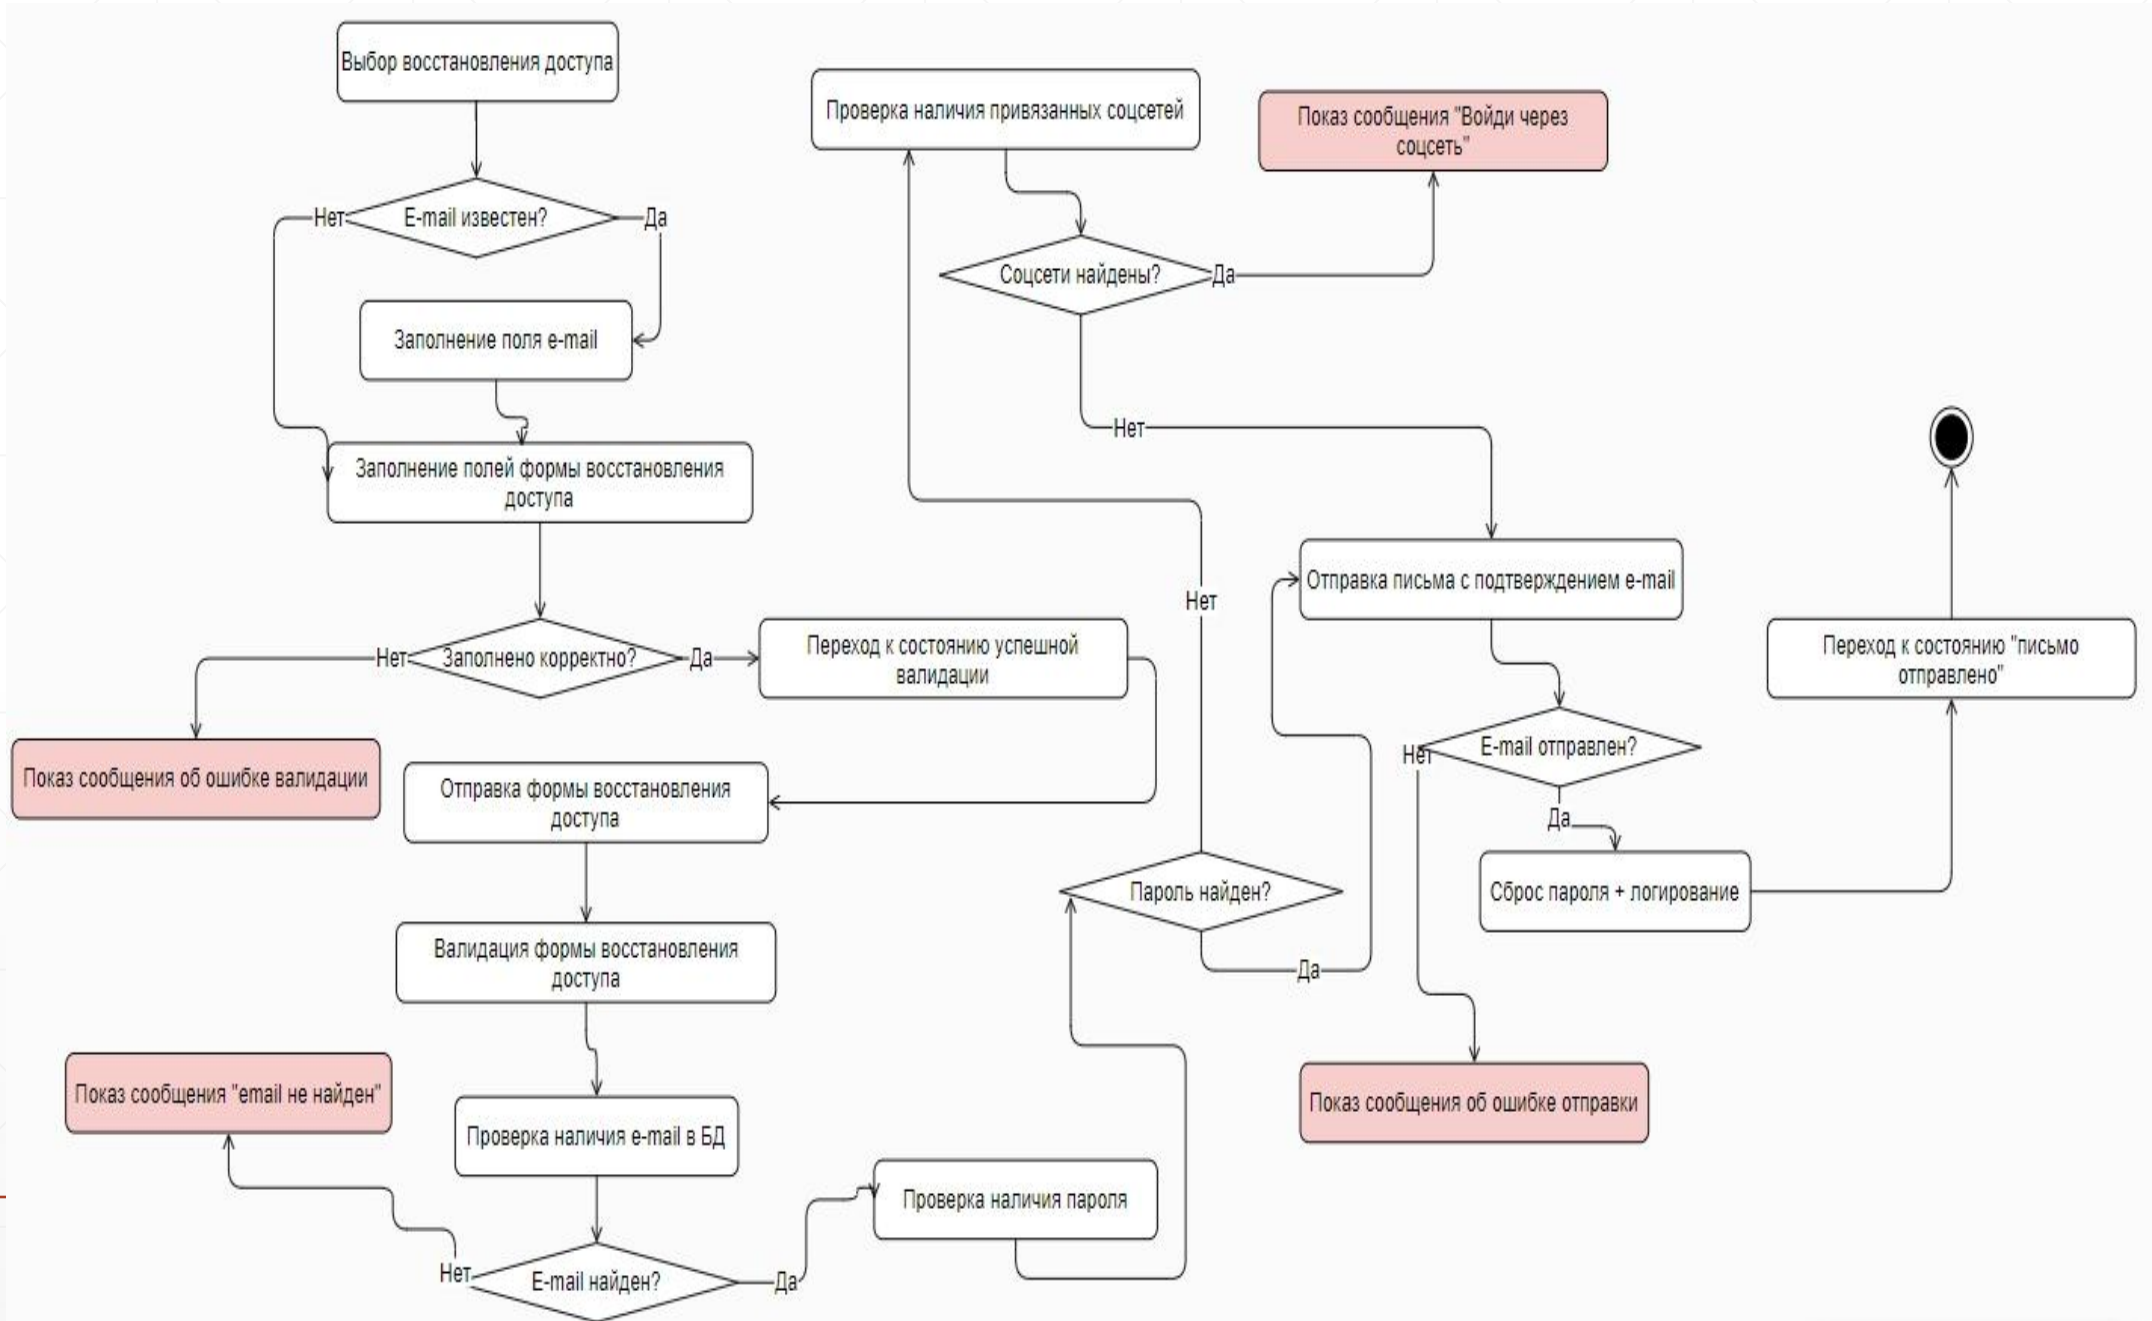 Выбор восстановления доступа
Нет
E-mail известен?
Да
Заполнение поля e-mail
Заполнение полей формы восстановления
доступа
Нет
Заполнено корректно?
Да
Переход к состоянию успешной
валидации
Показ сообщения об ошибке валидации
Отправка формы восстановления
доступа
Валидация формы восстановления
доступа
Показ сообщения "email не найден"
Проверка наличия e-mail в БД
Нет
E-mail найден?
Да
Проверка наличия пароля
Пароль найден?
Нет
Да
Проверка наличия привязанных соцсетей
Показ сообщения "Войди через
соцсеть"
Соцсети найдены?
Да
Нет
Отправка письма с подтверждением e-mail
Нет
E-mail отправлен?
Да
Сброс пароля + логирование
Переход к состоянию "письмо
отправлено"
Показ сообщения об ошибке отправки